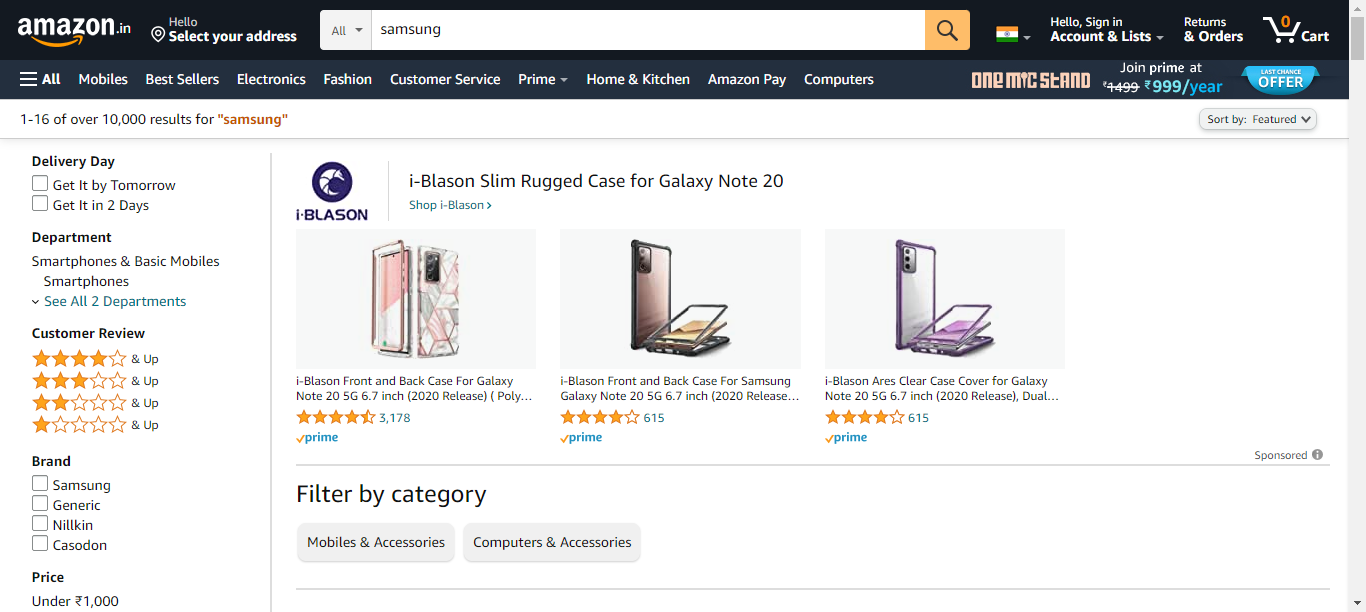 amazon.in
Hello
Select your address
All
samsung
Hello, Sign in
Account & Lists
Returns
& Orders
0
Cart
All Mobiles Best Sellers Electronics Fashion Customer Service Prime Home & Kitchen Amazon Pay Computers
ONE MIC STAND
Join prime at
₹1499 ₹999/year
LAST CHANCE
OFFER
1-16 of over 10,000 results for "samsung"
Sort by: Featured
Delivery Day
Get It by Tomorrow
Get It in 2 Days
Department
Smartphones & Basic Mobiles
Smartphones
See All 2 Departments
Customer Review
& Up
& Up
& Up
& Up
Brand
Samsung
Generic
Nillkin
Casodon
Price
Under ₹1,000
i-BLASON
i-Blason Slim Rugged Case for Galaxy Note 20
Shop i-Blason ›
i-Blason Front and Back Case For Galaxy
Note 20 5G 6.7 inch (2020 Release) ( Poly…
3,178
prime
i-Blason Front and Back Case For Samsung
Galaxy Note 20 5G 6.7 inch (2020 Release…
615
prime
i-Blason Ares Clear Case Cover for Galaxy
Note 20 5G 6.7 inch (2020 Release), Dual…
615
prime
Sponsored
Filter by category
Mobiles & Accessories
Computers & Accessories